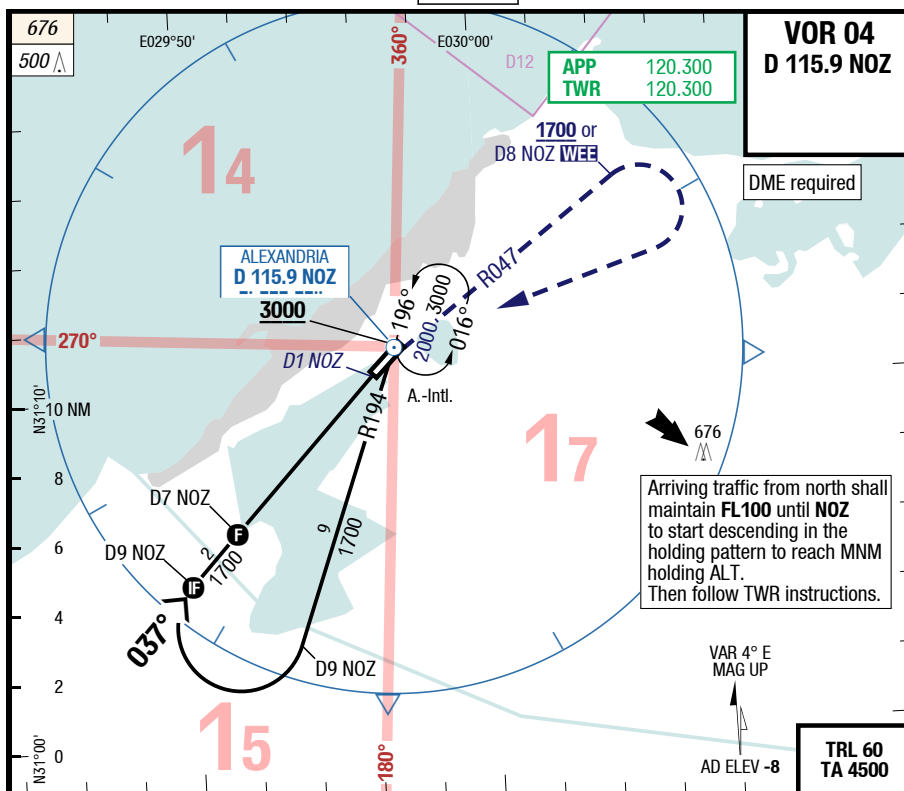 676
500
E029°50'
360°
E030°00'
D12
APP 120.300
TWR 120.300
VOR 04
D 115.9 NOZ
DME required
1700 or
D8 NOZ WEE
14
ALEXANDRIA
D 115.9 NOZ
3000
R047
196°
2000, 3000
016°
270°
D1 NOZ
A.-Intl.
N31°10'
10 NM
R194
17
676
8
D7 NOZ
F
9
1700
Arriving traffic from north shall
maintain FL100 until NOZ
to start descending in the
holding pattern to reach MNM
holding ALT.
Then follow TWR instructions.
6
D9 NOZ
IF
2
1700
4
037°
D9 NOZ
VAR 4° E
MAG UP
2
15
180°
N31°00'
0
AD ELEV -8
TRL 60
TA 4500